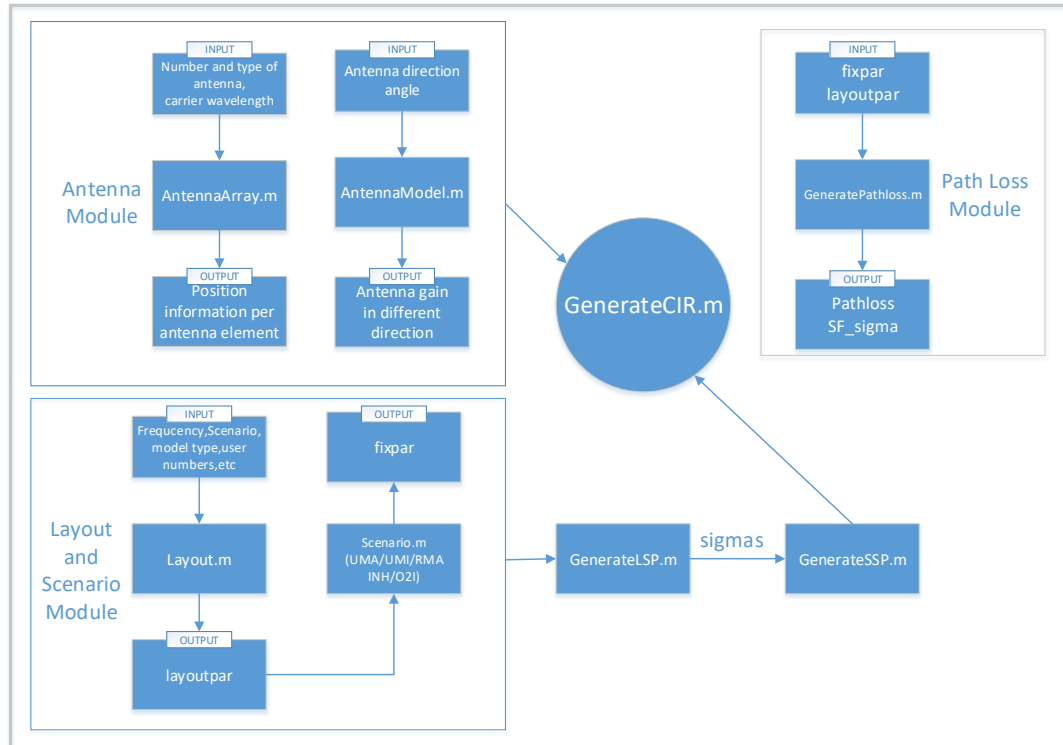 INPUT
Number and type of
antenna,
carrier wavelength
AntennaArray.m
OUTPUT
Position
information per
antenna element
INPUT
Antenna direction
angle
AntennaModel.m
OUTPUT
Antenna gain
in different
direction
Antenna
Module
GenerateCIR.m
INPUT
fixpar
layoutpar
GeneratePathloss.m
OUTPUT
Pathloss
SF_sigma
Path Loss
Module
INPUT
Frequcency,Scenario,
model type,user
numbers,etc
Layout.m
OUTPUT
layoutpar
OUTPUT
fixpar
Scenario.m
(UMA/UMI/RMA
INH/O2I)
Layout
and
Scenario
Module
GenerateLSP.m
sigmas
GenerateSSP.m